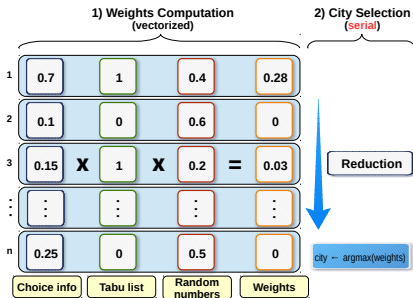 1) Weights Computation
(vectorized)
2) City Selection
(serial)
1 0.7 1 0.4 0.28
2 0.1 0 0.6 0
3 0.15 x 1 x 0.2 = 0.03
Reduction
⋮ ⋮ ⋮ ⋮ ⋮
n 0.25 0 0.5 0
city ← argmax(weights)
Choice info
Tabu list
Random
numbers
Weights